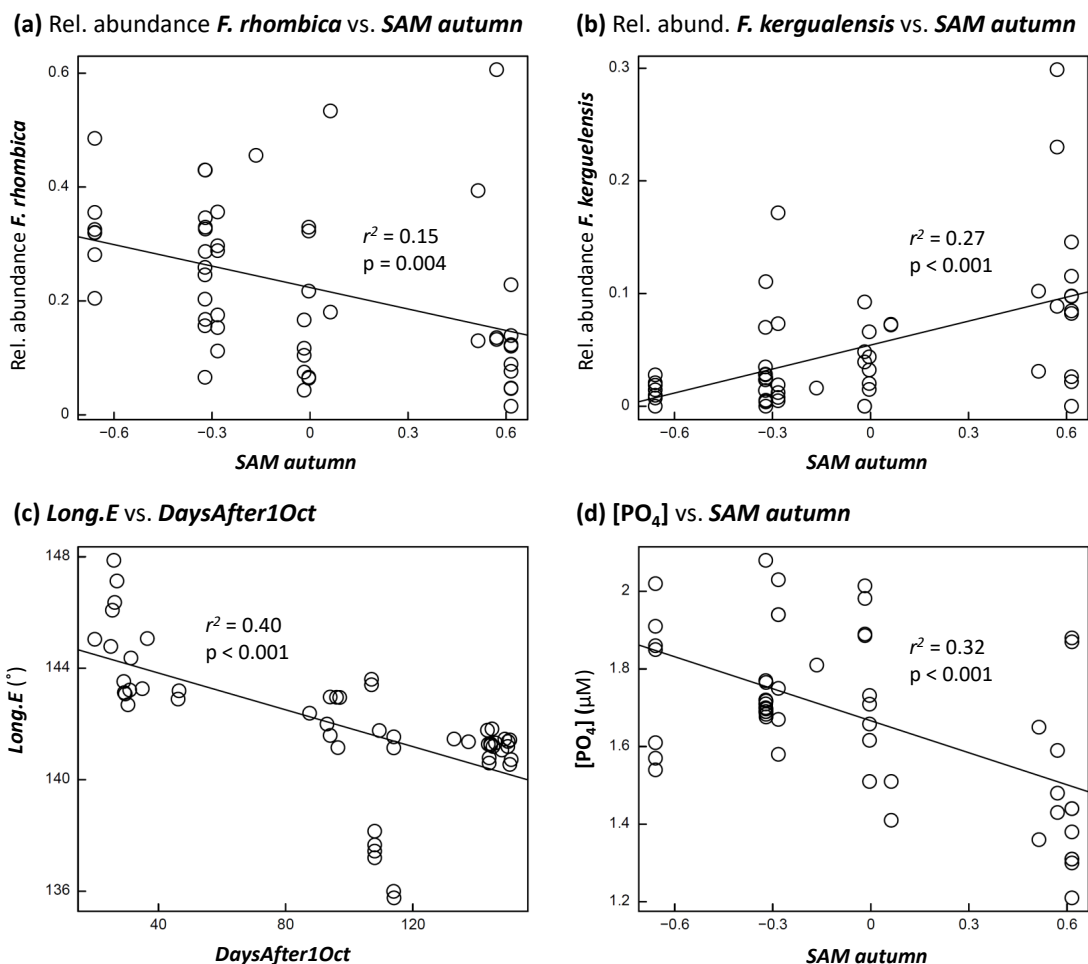 (a) Rel. abundance F. rhombica vs. SAM autumn
Rel. abundance F. rhombica
0.6
0.4
0.2
0
r² = 0.15
p = 0.004
−0.6
−0.3
0
0.3
0.6
SAM autumn
(b) Rel. abund. F. kergualensis vs. SAM autumn
Rel. abundance F. kerguelensis
0.3
0.2
0.1
0
r² = 0.27
p < 0.001
−0.6
−0.3
0
0.3
0.6
SAM autumn
(c) Long.E vs. DaysAfter1Oct
Long.E (˚)
148
144
140
136
r² = 0.40
p < 0.001
40
80
120
DaysAfter1Oct
(d) [PO₄] vs. SAM autumn
[PO₄] (µM)
2
1.8
1.6
1.4
1.2
r² = 0.32
p < 0.001
−0.6
−0.3
0
0.3
0.6
SAM autumn